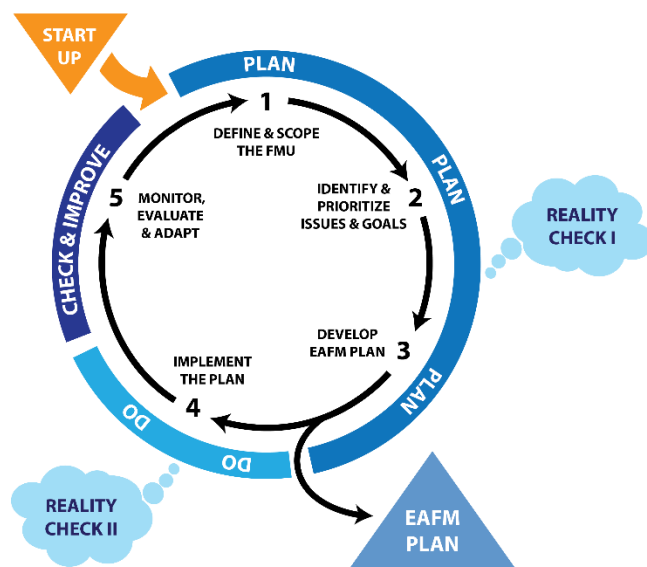 START
UP
PLAN
1
DEFINE & SCOPE
THE FMU
PLAN
2
IDENTIFY &
PRIORITIZE
ISSUES & GOALS
REALITY
CHECK I
3
DEVELOP
EAFM PLAN
PLAN
EAFM
PLAN
4
IMPLEMENT
THE PLAN
DO
DO
REALITY
CHECK II
5
MONITOR,
EVALUATE
& ADAPT
CHECK & IMPROVE